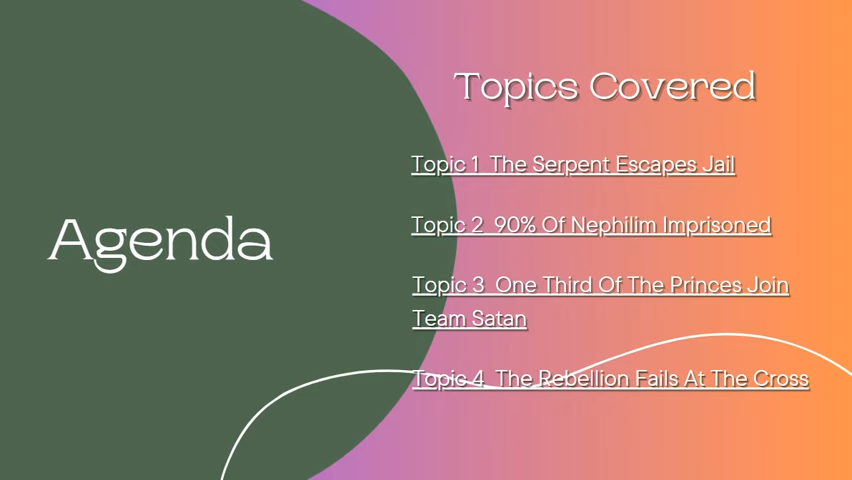 Agenda
Topics Covered
Topic 1  The Serpent Escapes Jail
Topic 2  90% Of Nephilim Imprisoned
Topic 3  One Third Of The Princes Join
Team Satan
Topic 4  The Rebellion Fails At The Cross